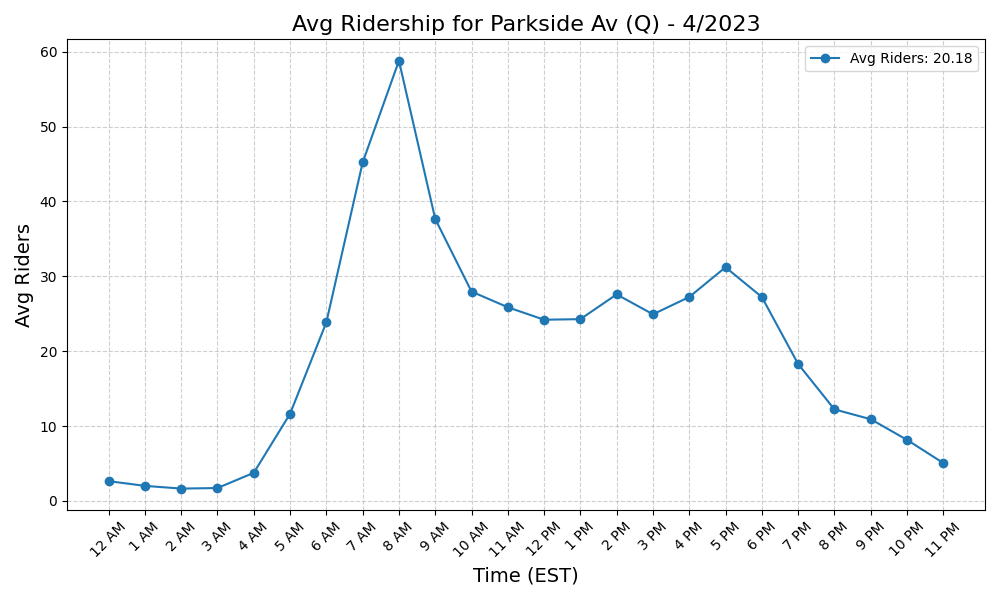 Avg Ridership for Parkside Av (Q) - 4/2023
Avg Riders: 20.18
Avg Riders
60
50
40
30
20
10
0
12 AM
1 AM
2 AM
3 AM
4 AM
5 AM
6 AM
7 AM
8 AM
9 AM
10 AM
11 AM
12 PM
1 PM
2 PM
3 PM
4 PM
5 PM
6 PM
7 PM
8 PM
9 PM
10 PM
11 PM
Time (EST)